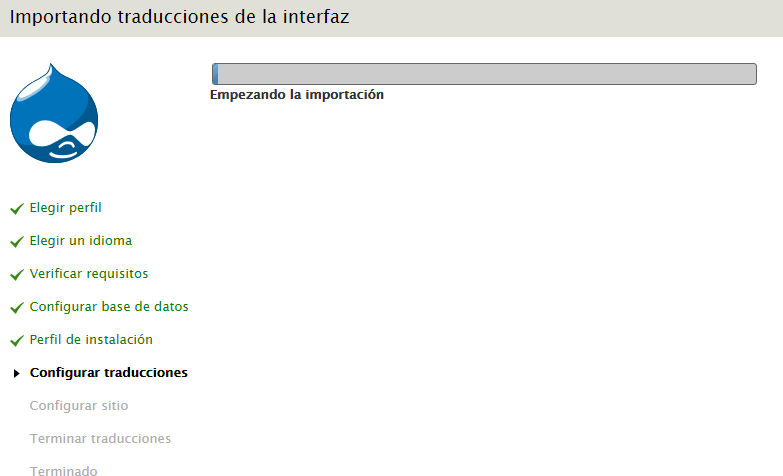 Importando traducciones de la interfaz
Empezando la importación
Elegir perfil
Elegir un idioma
Verificar requisitos
Configurar base de datos
Perfil de instalación
Configurar traducciones
Configurar sitio
Terminar traducciones
Terminado